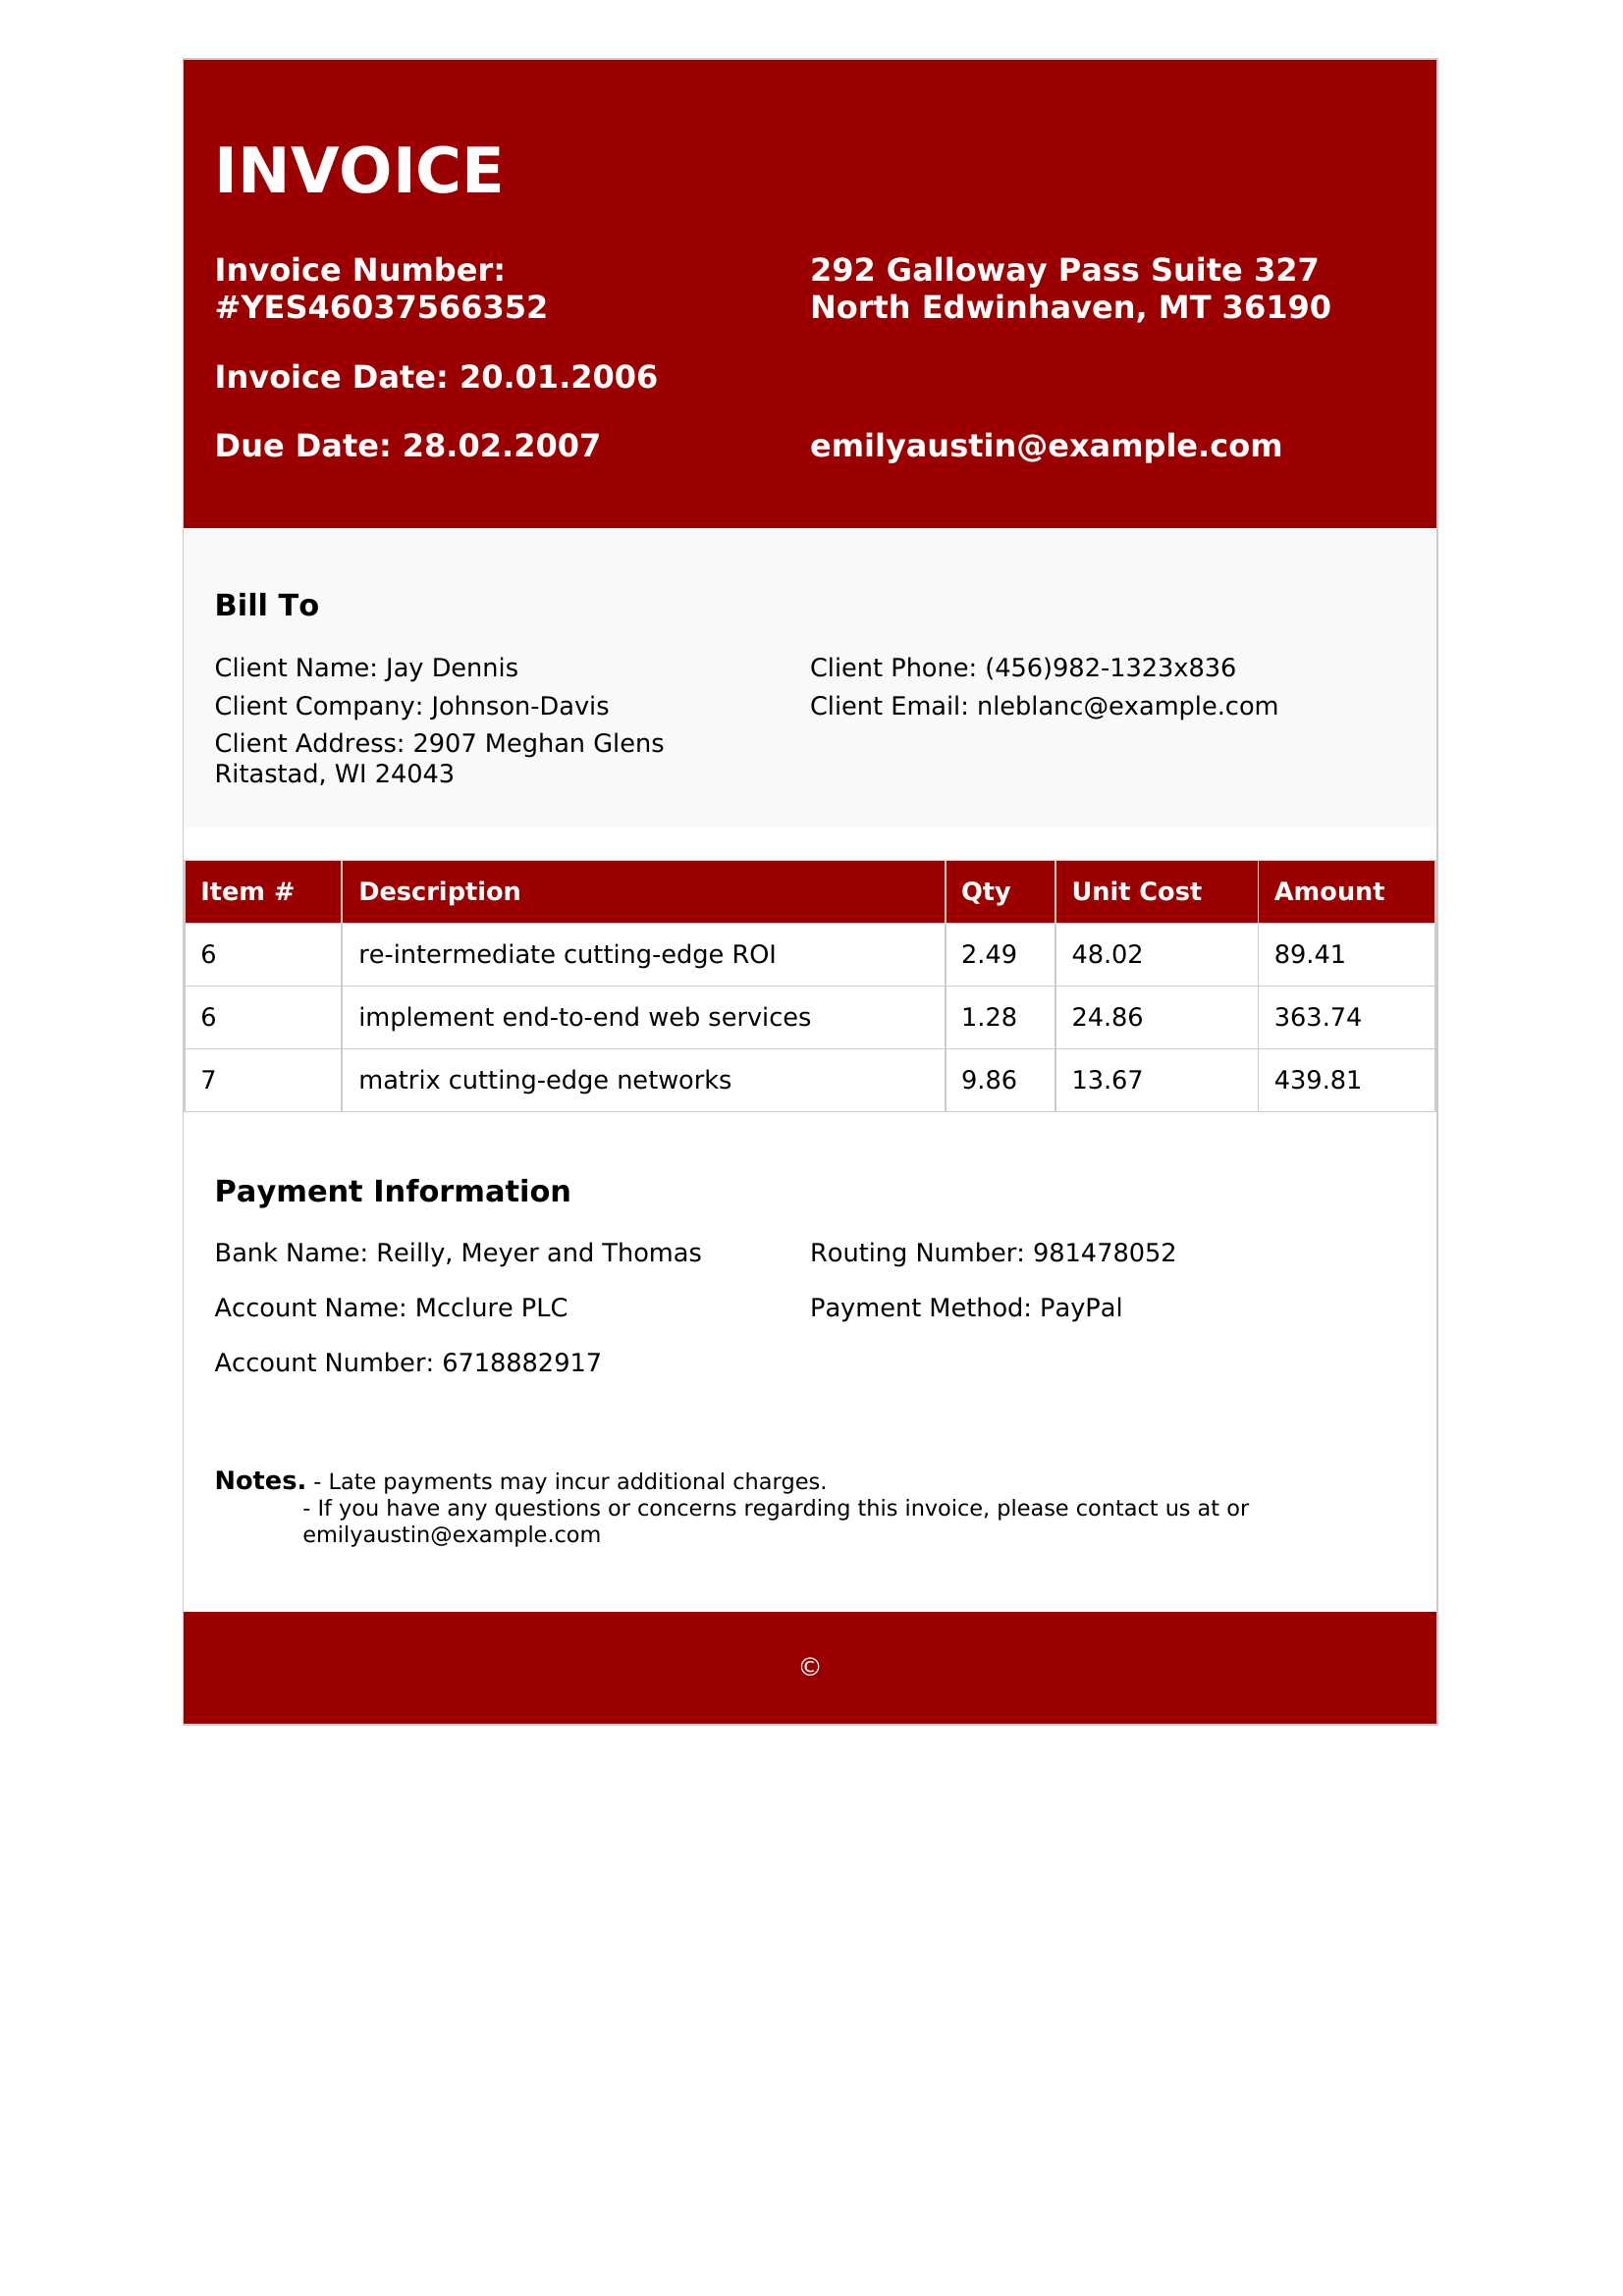 INVOICE
Invoice Number:
#YES46037566352
292 Galloway Pass Suite 327
North Edwinhaven, MT 36190
Invoice Date: 20.01.2006
Due Date: 28.02.2007
emilyaustin@example.com
Bill To
Client Name: Jay Dennis
Client Phone: (456)982-1323x836
Client Company: Johnson-Davis
Client Email: nleblanc@example.com
Client Address: 2907 Meghan Glens
Ritastad, WI 24043
Item # Description Qty Unit Cost Amount
6 re-intermediate cutting-edge ROI 2.49 48.02 89.41
6 implement end-to-end web services 1.28 24.86 363.74
7 matrix cutting-edge networks 9.86 13.67 439.81
Payment Information
Bank Name: Reilly, Meyer and Thomas
Routing Number: 981478052
Account Name: Mcclure PLC
Payment Method: PayPal
Account Number: 6718882917
Notes. - Late payments may incur additional charges.
- If you have any questions or concerns regarding this invoice, please contact us at or
emilyaustin@example.com
©